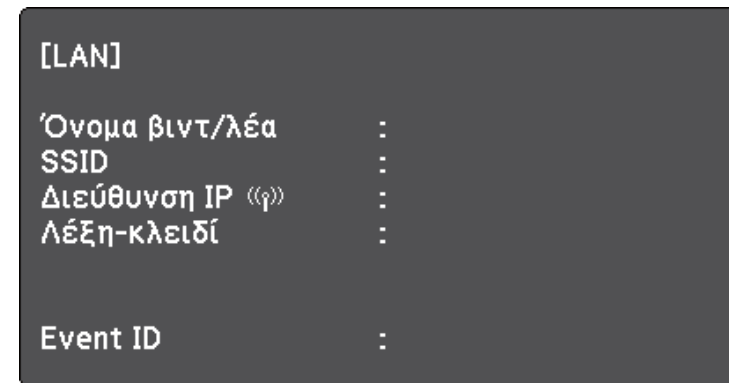 [LAN]
Όνομα βιντ/λέα :
SSID :
Διεύθυνση IP :
Λέξη-κλειδί :
Event ID :